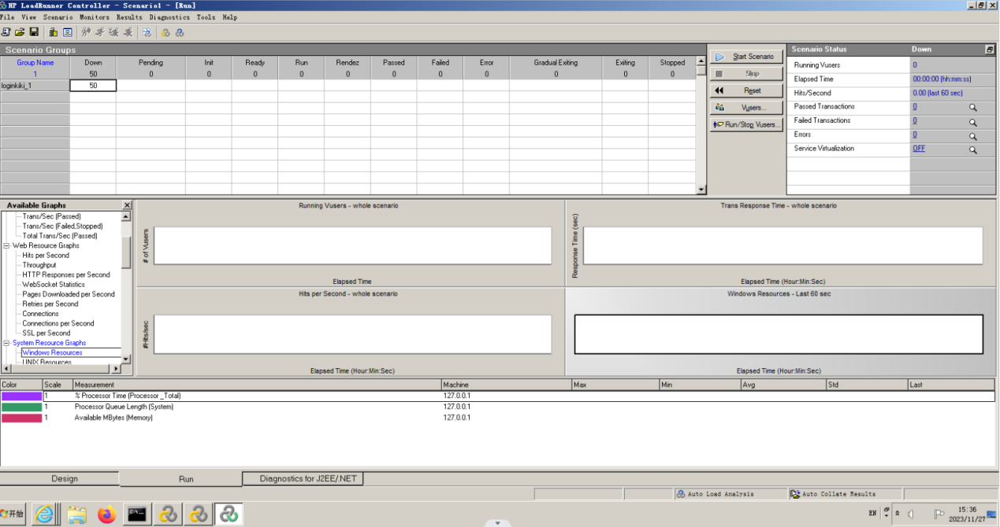 HP LoadRunner Controller - Scenario1 - [Run]
File View Scenario Monitors Results Diagnostics Tools Help
Scenario Groups
Group Name Down Pending Init Ready Run Rendez Passed Failed Error Gradual Exiting Exiting Stopped
1 50 0 0 0 0 0 0 0 0 0 0 0
loginkiki_1 50
Start Scenario
Stop
Reset
Vusers...
Run/Stop Vusers...
Scenario Status Down
Running Vusers 0
Elapsed Time 00:00:00 (hh:mm:ss)
Hits/Second 0.00 (last 60 sec)
Passed Transactions 0
Failed Transactions 0
Errors 0
Service Virtualization OFF
Available Graphs
Trans/Sec (Passed)
Trans/Sec (Failed,Stopped)
Total Trans/Sec (Passed)
Web Resource Graphs
Hits per Second
Throughput
HTTP Responses per Second
WebSocket Statistics
Pages Downloaded per Second
Retries per Second
Connections
Connections per Second
SSL per Second
System Resource Graphs
Windows Resources
UNIX Resources
Running Vusers - whole scenario
# of Vusers
Elapsed Time
Trans Response Time - whole scenario
Response Time (sec)
Elapsed Time (Hour:Min:Sec)
Hits per Second - whole scenario
#Hits/sec
Elapsed Time (Hour:Min:Sec)
Windows Resources - Last 60 sec
Elapsed Time (Hour:Min:Sec)
Color Scale Measurement Machine Max Min Avg Std Last
1 % Processor Time (Processor _Total) 127.0.0.1
1 Processor Queue Length (System) 127.0.0.1
1 Available MBytes (Memory) 127.0.0.1
Design Run Diagnostics for J2EE/.NET
Auto Load Analysis Auto Collate Results
开始
EN
15:36
2023/11/27